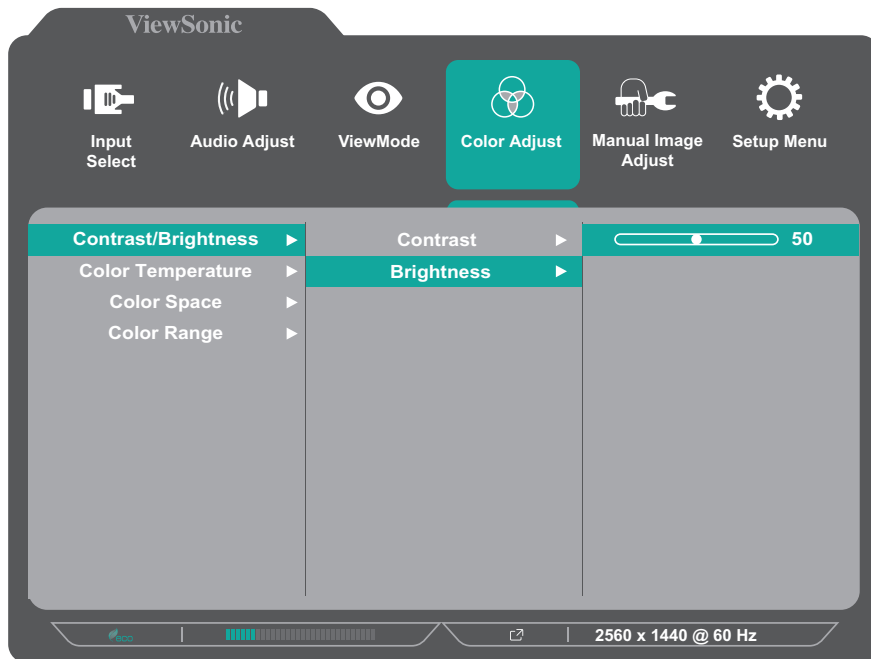 ViewSonic
Input
Select
Audio Adjust
ViewMode
Color Adjust
Manual Image
Adjust
Setup Menu
Contrast/Brightness
Contrast
50
Color Temperature
Brightness
Color Space
Color Range
eco
2560 x 1440 @ 60 Hz